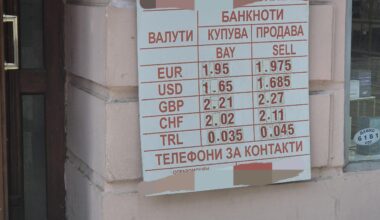 БАНКНОТИ
ВАЛУТИ КУПУВА ПРОДАВА
BAY SELL
EUR 1.95 1.975
USD 1.65 1.685
GBP 2.21 2.27
CHF 2.02 2.11
TRL 0.035 0.045
ТЕЛЕФОНИ ЗА КОНТАКТИ
6161